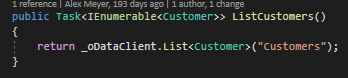 1 reference | Alex Meyer, 193 days ago | 1 author, 1 change
public Task<IEnumerable<Customer>> ListCustomers()
{
    return _oDataClient.List<Customer>("Customers");
}